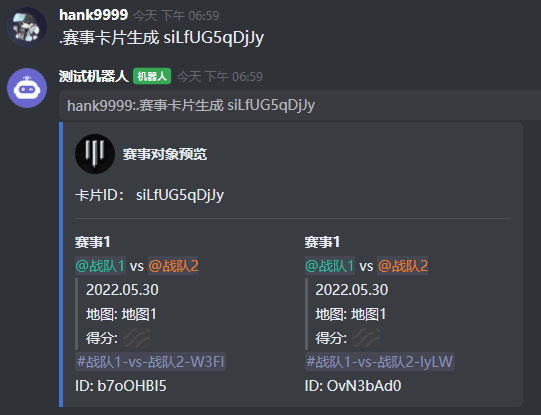 hank9999 今天 下午 06:59
.赛事卡片生成 siLfUG5qDjJy
测试机器人 机器人 今天 下午 06:59
hank9999:.赛事卡片生成 siLfUG5qDjJy
赛事对象预览
卡片ID： siLfUG5qDjJy
赛事1
@战队1 vs @战队2
2022.05.30
地图: 地图1
得分:
#战队1-vs-战队2-W3FI
ID: b7oOHBI5
赛事1
@战队1 vs @战队2
2022.05.30
地图: 地图1
得分:
#战队1-vs-战队2-IyLW
ID: OvN3bAd0